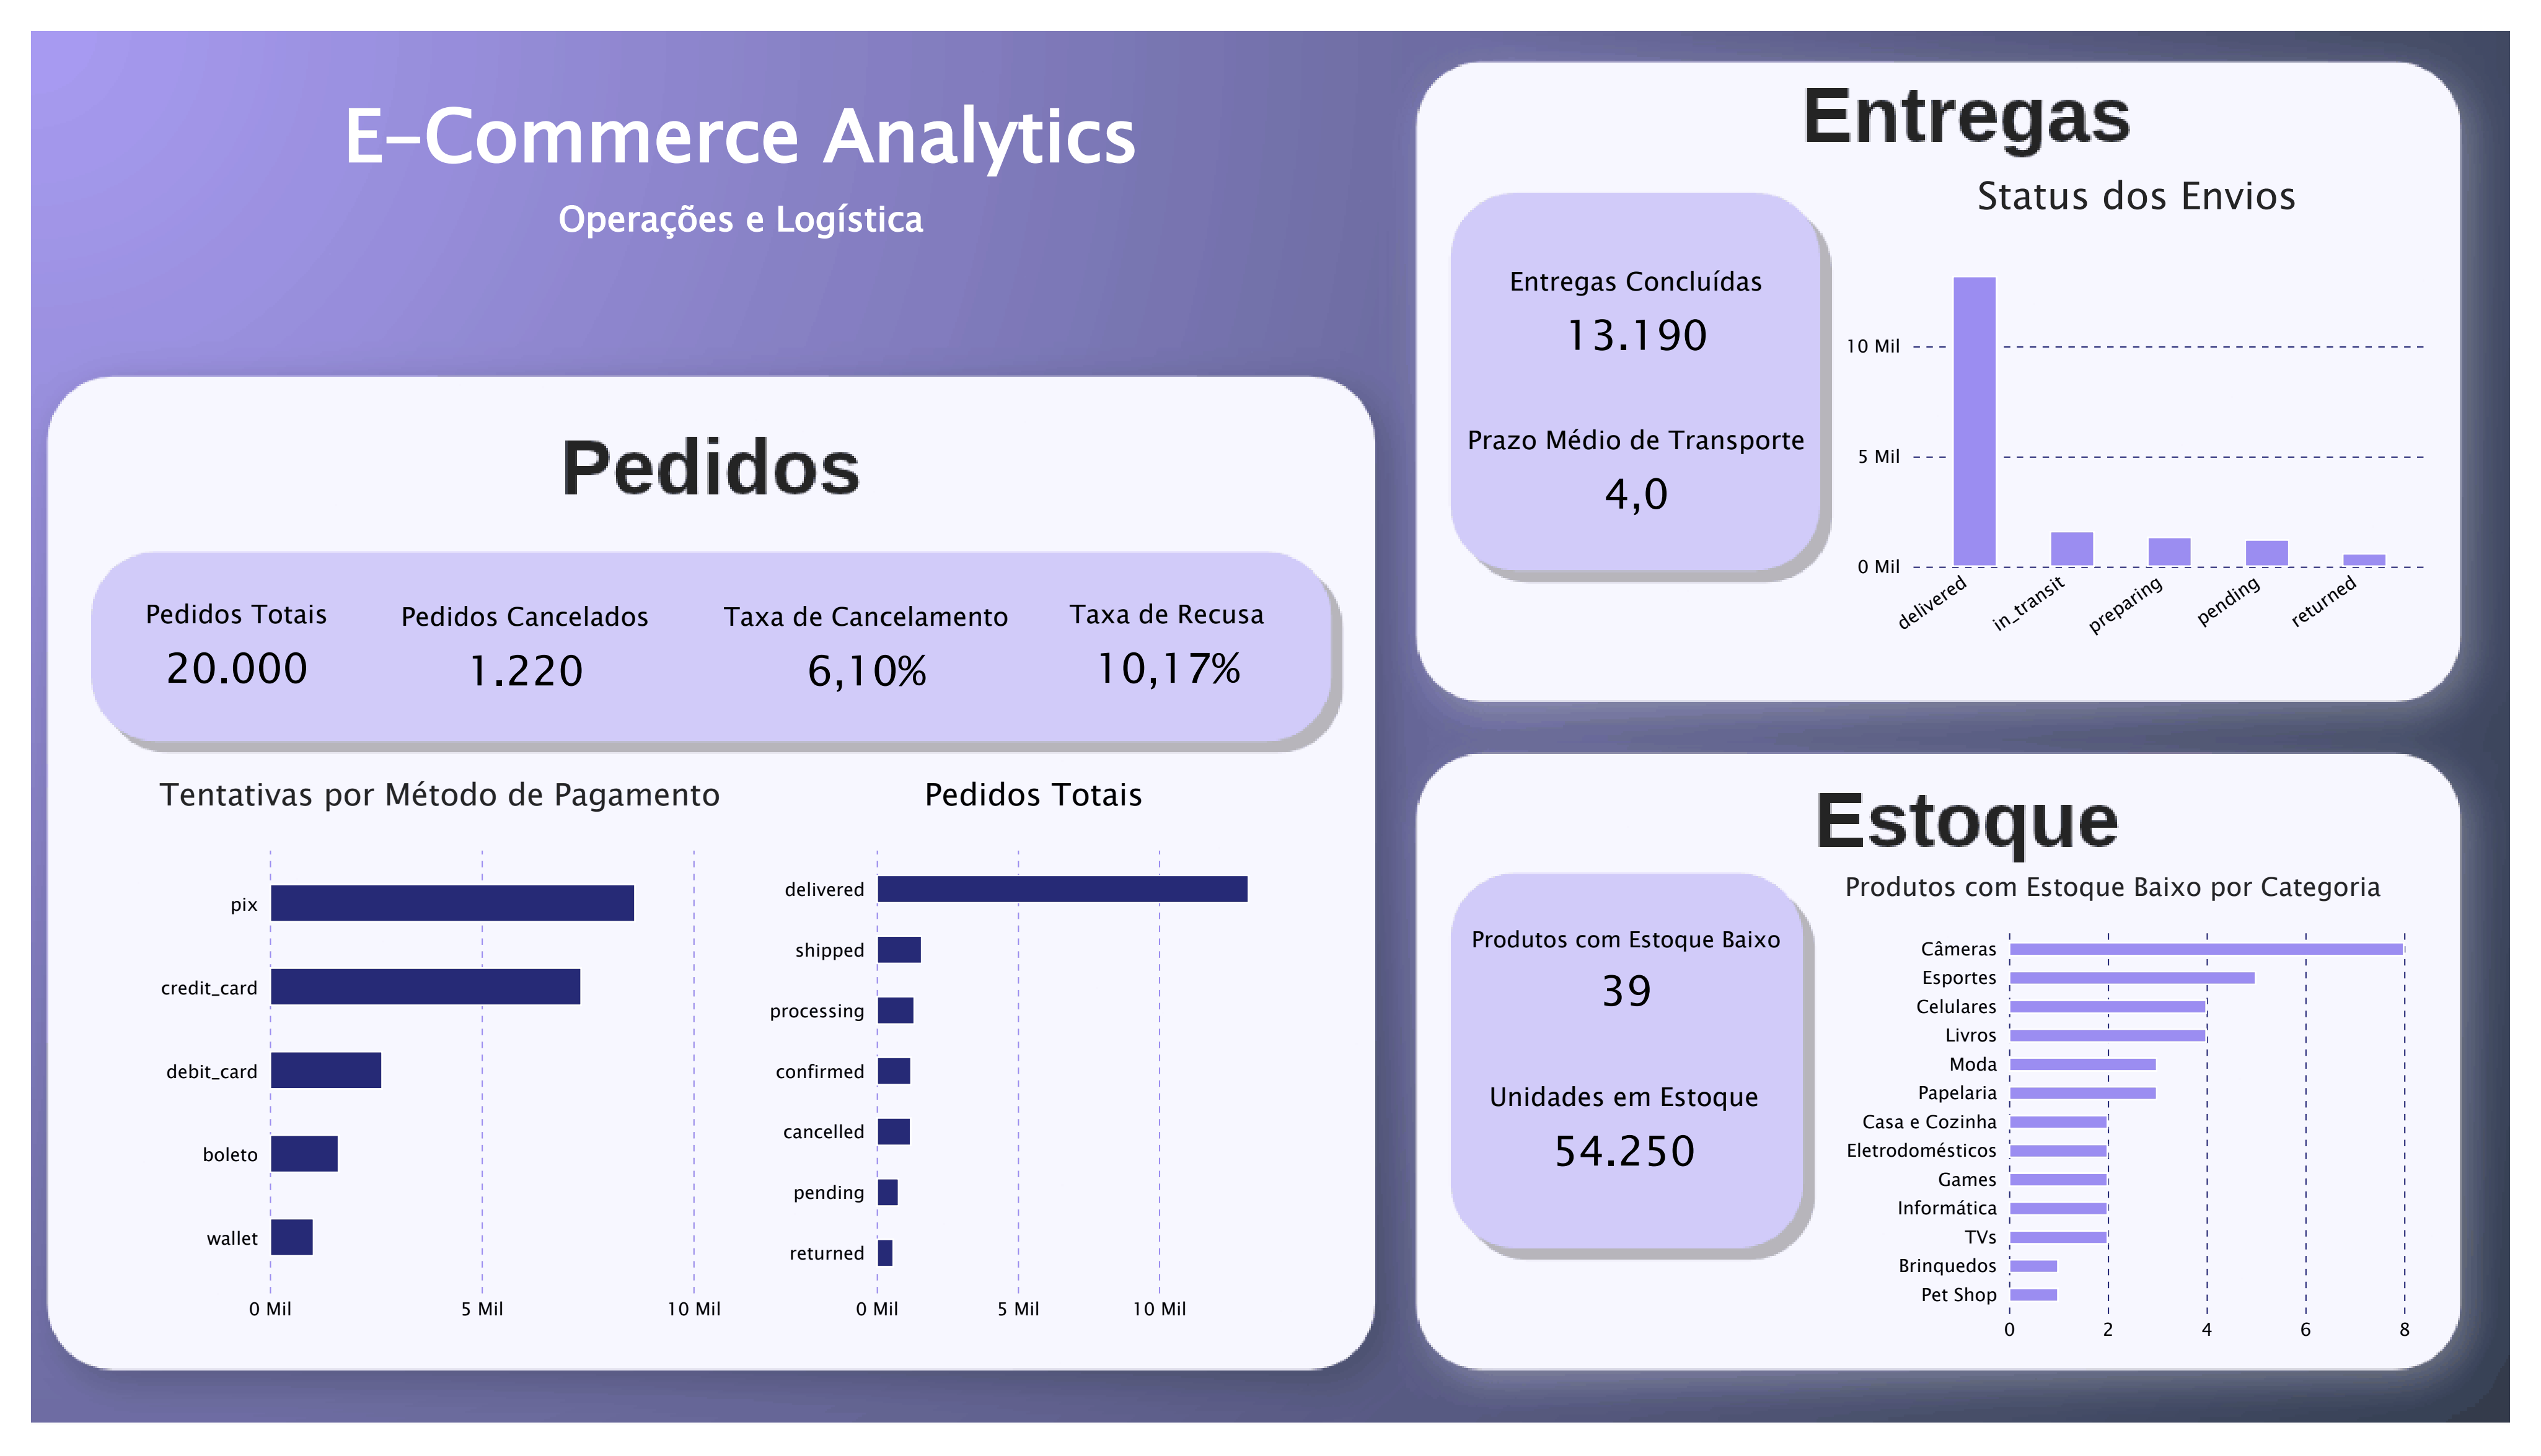 E-Commerce Analytics
Operações e Logística
Pedidos
Pedidos Totais
20.000
Pedidos Cancelados
1.220
Taxa de Cancelamento
6,10%
Taxa de Recusa
10,17%
Tentativas por Método de Pagamento
pix
credit_card
debit_card
boleto
wallet
0 Mil
5 Mil
10 Mil
Pedidos Totais
delivered
shipped
processing
confirmed
cancelled
pending
returned
0 Mil
5 Mil
10 Mil
Entregas
Entregas Concluídas
13.190
Prazo Médio de Transporte
4,0
Status dos Envios
10 Mil
5 Mil
0 Mil
delivered
in_transit
preparing
pending
returned
Estoque
Produtos com Estoque Baixo
39
Unidades em Estoque
54.250
Produtos com Estoque Baixo por Categoria
Câmeras
Esportes
Celulares
Livros
Moda
Papelaria
Casa e Cozinha
Eletrodomésticos
Games
Informática
TVs
Brinquedos
Pet Shop
0
2
4
6
8